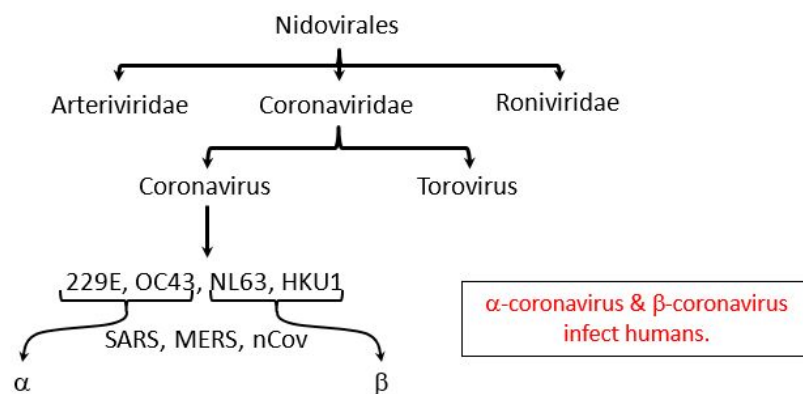 Nidovirales
Arteriviridae Coronaviridae Roniviridae
Coronavirus Torovirus
229E, OC43, NL63, HKU1
SARS, MERS, nCov
α β
α-coronavirus & β-coronavirus
infect humans.